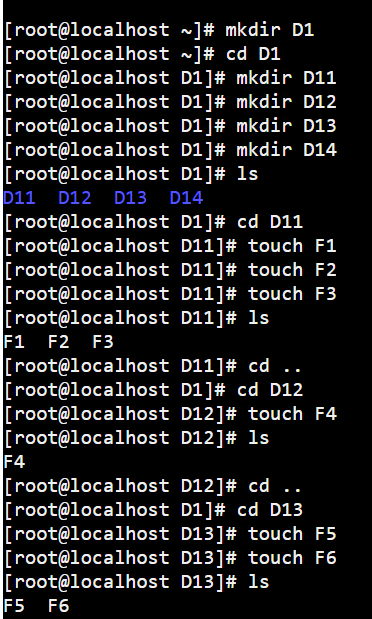 [root@localhost ~]# mkdir D1
[root@localhost ~]# cd D1
[root@localhost D1]# mkdir D11
[root@localhost D1]# mkdir D12
[root@localhost D1]# mkdir D13
[root@localhost D1]# mkdir D14
[root@localhost D1]# ls
D11  D12  D13  D14
[root@localhost D1]# cd D11
[root@localhost D11]# touch F1
[root@localhost D11]# touch F2
[root@localhost D11]# touch F3
[root@localhost D11]# ls
F1  F2  F3
[root@localhost D11]# cd ..
[root@localhost D1]# cd D12
[root@localhost D12]# touch F4
[root@localhost D12]# ls
F4
[root@localhost D12]# cd ..
[root@localhost D1]# cd D13
[root@localhost D13]# touch F5
[root@localhost D13]# touch F6
[root@localhost D13]# ls
F5  F6